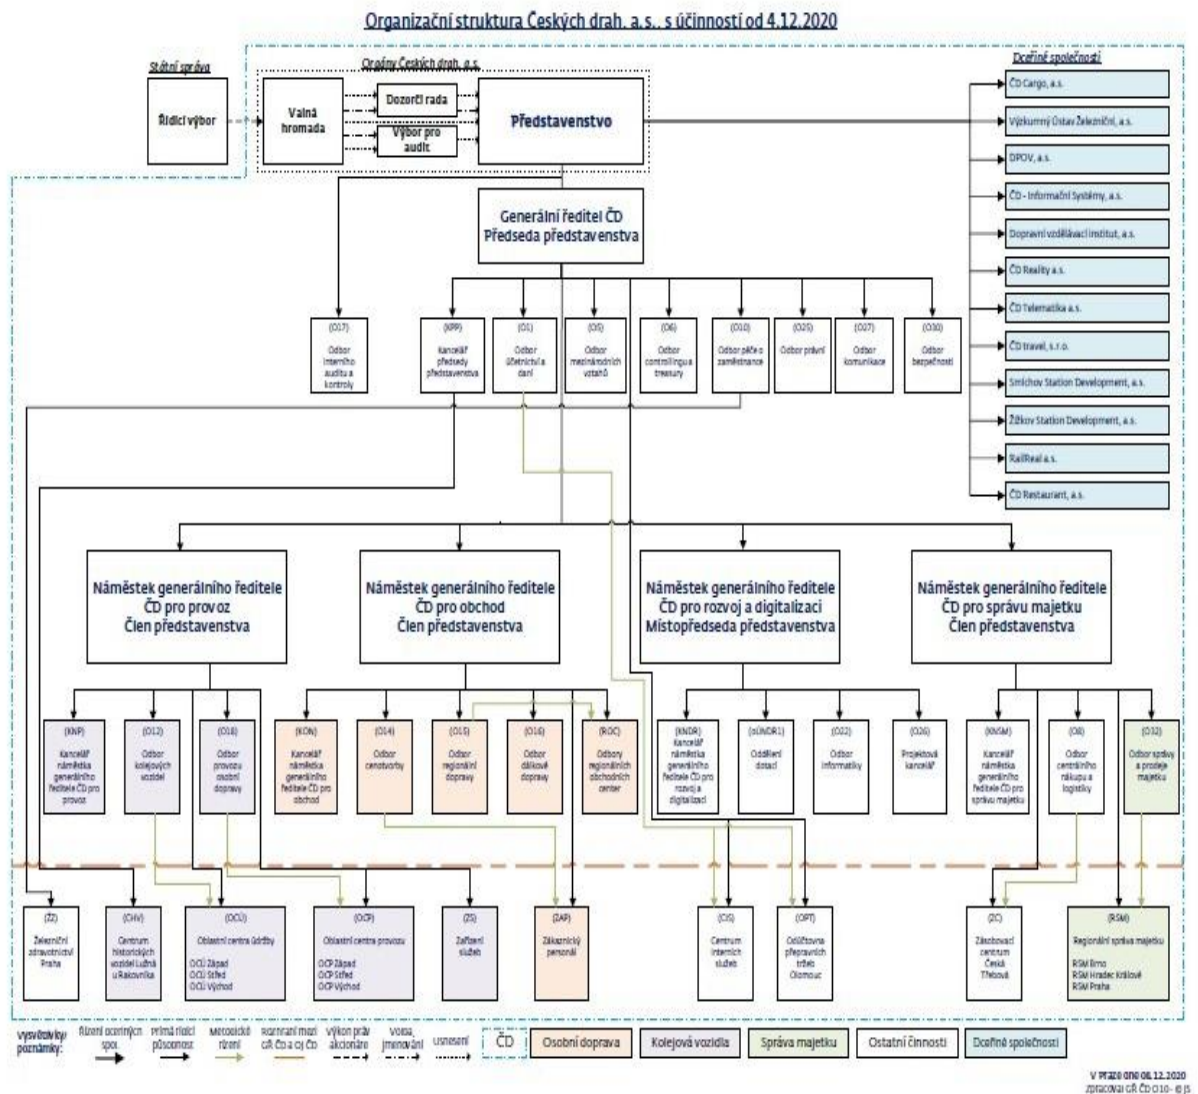 Organizační struktura Českých drah, a.s., s účinností od 4.12.2020
Státní správa
Řídící výbor
Orgány Českých drah, a.s.
Valná
hromada
Dozorčí rada
Výbor pro
audit
Představenstvo
Generální ředitel ČD
Předseda představenstva
Dceřiné společnosti
ČD Cargo, a.s.
Výzkumný Ústav Železniční, a.s.
DPOV, a.s.
ČD - Informační Systémy, a.s.
Dopravní vzdělávací institut, a.s.
ČD Reality a.s.
ČD Telematika a.s.
ČD travel, s.r.o.
Smíchov Station Development, a.s.
Žižkov Station Development, a.s.
RailReal a.s.
ČD Restaurant, a.s.
(O17)
Odbor
interního
auditu a
kontroly
(KPP)
Kancelář
předsedy
představenstva
(O1)
Odbor
účetnictví a
daní
(O5)
Odbor
mezinárodních
vztahů
(O6)
Odbor
controllingu a
treasury
(O10)
Odbor péče o
zaměstnance
(O25)
Odbor právní
(O27)
Odbor
komunikace
(O30)
Odbor
bezpečnosti
Náměstek generálního ředitele
ČD pro provoz
Člen představenstva
Náměstek generálního ředitele
ČD pro obchod
Člen představenstva
Náměstek generálního ředitele
ČD pro rozvoj a digitalizaci
Místopředseda představenstva
Náměstek generálního ředitele
ČD pro správu majetku
Člen představenstva
(KNP)
Kancelář
náměstka
generálního
ředitele ČD pro
provoz
(O12)
Odbor
kolejových
vozidel
(O18)
Odbor
provozu
osobní
dopravy
(KON)
Kancelář
náměstka
generálního
ředitele ČD pro
obchod
(O14)
Odbor
cenotvorby
(O15)
Odbor
regionální
dopravy
(O16)
Odbor
dálkové
dopravy
(ROC)
Odbory
regionálních
obchodních
center
(KNDR)
Kancelář
náměstka
generálního
ředitele ČD pro
rozvoj a
digitalizaci
(OÚNDR1)
Oddělení
dotací
(O22)
Odbor
informatiky
(O26)
Projektová
kancelář
(KNSM)
Kancelář
náměstka
generálního
ředitele ČD pro
správu majetku
(O8)
Odbor
centrálního
nákupu a
logistiky
(O32)
Odbor správy
a prodeje
majetku
(ŽZ)
Železniční
zdravotnictví
Praha
(CHV)
Centrum
historických
vozidel Lužná
u Rakovníka
(OCÚ)
Oblastní centra údržby
OCÚ Západ
OCÚ Střed
OCÚ Východ
(OCP)
Oblastní centra provozu
OCP Západ
OCP Střed
OCP Východ
(ZS)
Zařízení
služeb
(ZAP)
Zákaznický
personál
(CIS)
Centrum
interních
služeb
(OPT)
Odúčtovna
přepravních
tržeb
Olomouc
(ZC)
Zásobovací
centrum
Česká
Třebová
(RSM)
Regionální správa majetku
RSM Brno
RSM Hradec Králové
RSM Praha
Vysvětlivky/
poznámky:
Řízení dceřiných
spol.
Přímá řídící
působnost
Metodické
řízení
Rozhraní mezi
GŘ ČD a OJ ČD
Výkon práv
akcionáře
Volba,
jmenování
Usnesení
ČD
Osobní doprava
Kolejová vozidla
Správa majetku
Ostatní činnosti
Dceřiné společnosti
V Praze dne 08.12.2020
Zpracoval GŘ ČD O10- © JS